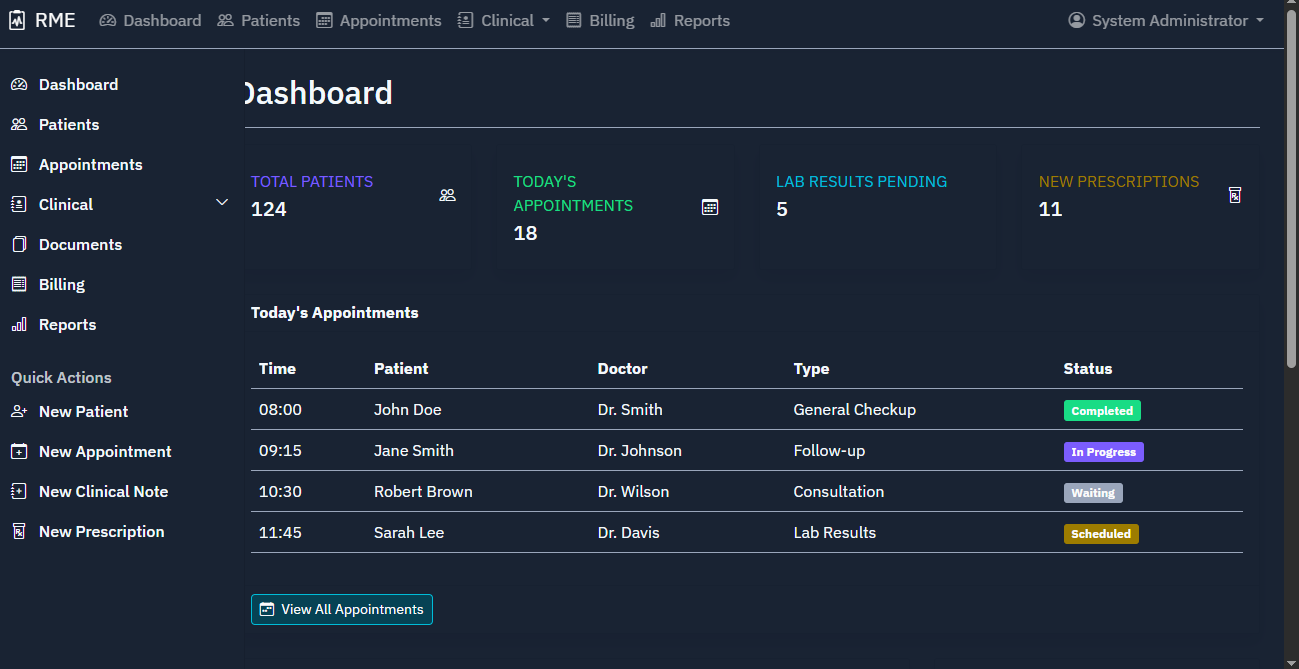 RME Dashboard Patients Appointments Clinical Billing Reports System Administrator
Dashboard
Patients
Appointments
Clinical
Documents
Billing
Reports
Quick Actions
New Patient
New Appointment
New Clinical Note
New Prescription
Dashboard
TOTAL PATIENTS
124
TODAY'S
APPOINTMENTS
18
LAB RESULTS PENDING
5
NEW PRESCRIPTIONS
11
Today's Appointments
Time Patient Doctor Type Status
08:00 John Doe Dr. Smith General Checkup Completed
09:15 Jane Smith Dr. Johnson Follow-up In Progress
10:30 Robert Brown Dr. Wilson Consultation Waiting
11:45 Sarah Lee Dr. Davis Lab Results Scheduled
View All Appointments